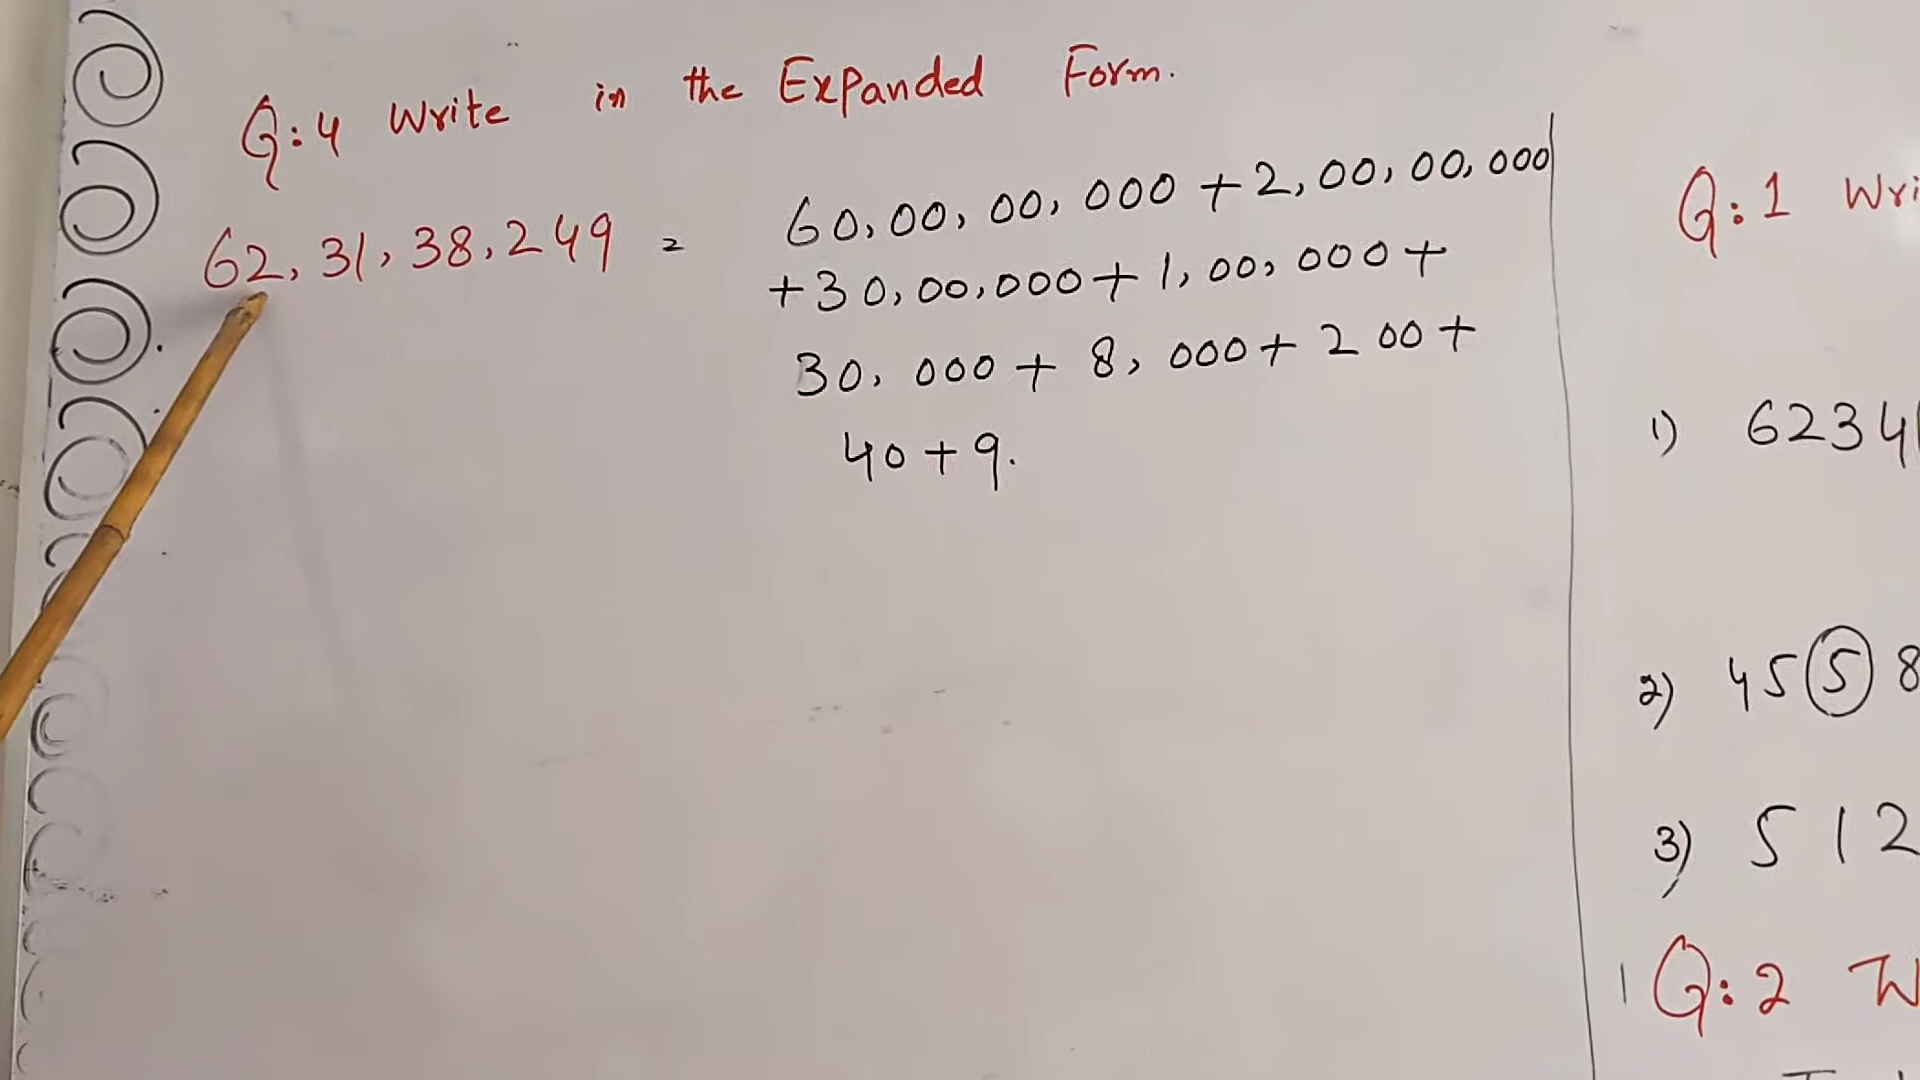 Q:4 Write in the Expanded Form.
62,31,38,249 = 60,00,00,000 + 2,00,00,000
+30,00,000 + 1,00,000 +
30,000 + 8,000 + 200 +
40 + 9.
Q:1 Wri
1) 6234
2) 45 5 8
3) 512
Q:2 W